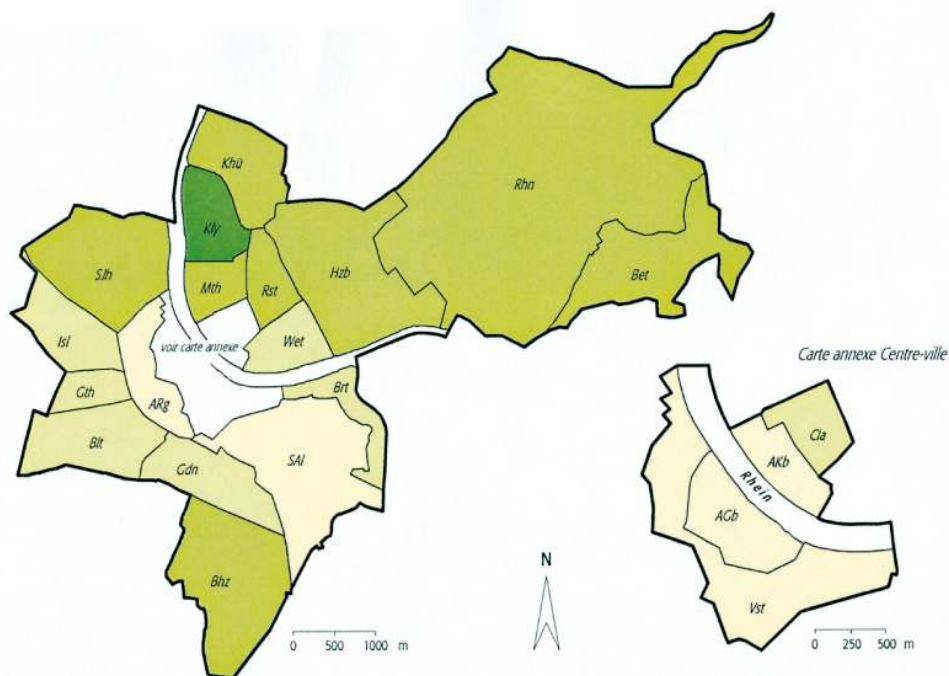 Khü
Kly
Rhn
SJh
Mth
Rst
Hzb
Bet
Isl
voir carte annexe
Wet
Carte annexe Centre-ville
Gth
ARg
Brt
Cla
Blt
SAl
AKb
Gdn
Rhein
AGb
N
Bhz
Vst
0 500 1000 m
0 250 500 m